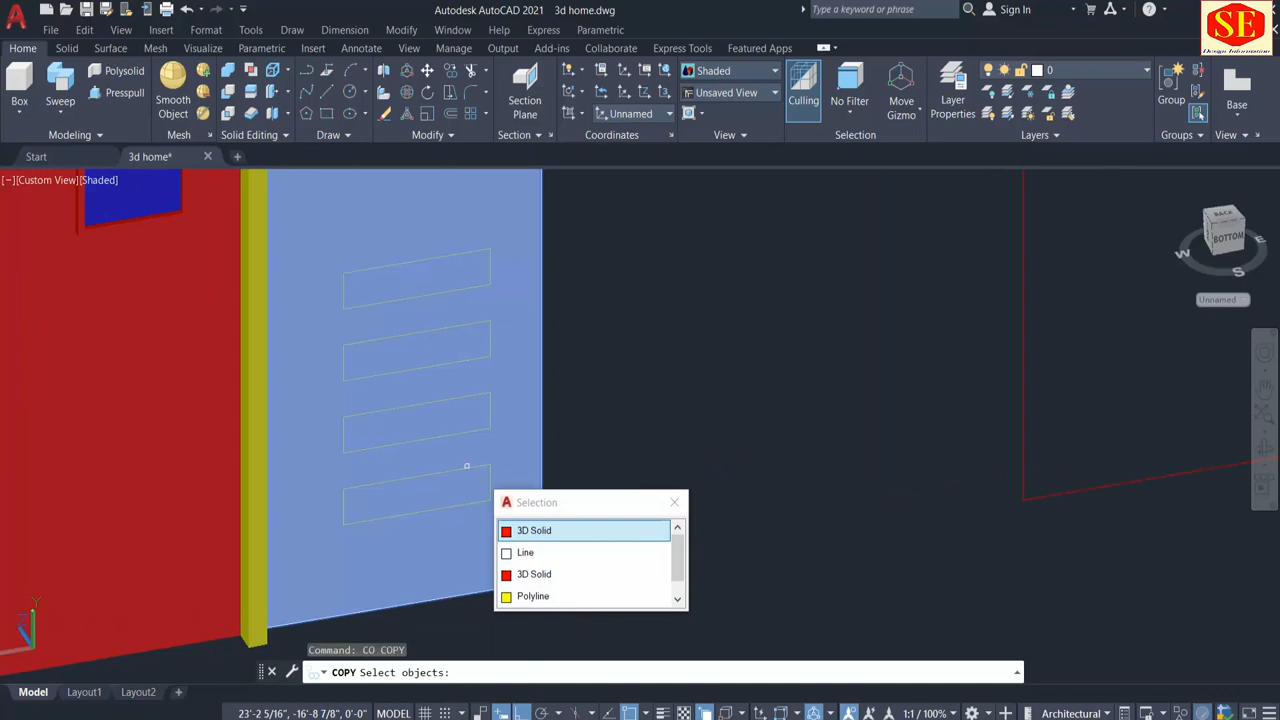 Autodesk AutoCAD 2021 3d home.dwg
Type a keyword or phrase
Sign In
SE
Design Information
File Edit View Insert Format Tools Draw Dimension Modify Window Help Express Parametric
Home Solid Surface Mesh Visualize Parametric Insert Annotate View Manage Output Add-ins Collaborate Express Tools Featured Apps
Box
Sweep
Polysolid
Presspull
Smooth
Object
Section
Plane
Unnamed
Shaded
Unsaved View
Culling
No Filter
Move
Gizmo
Layer
Properties
0
Group
Base
Modeling
Mesh
Solid Editing
Draw
Modify
Section
Coordinates
View
Selection
Layers
Groups
View
Start
3d home*
[−][Custom View][Shaded]
BACK
BOTTOM
W
E
S
Unnamed
Selection
3D Solid
Line
3D Solid
Polyline
Y
Command: CO COPY
COPY Select objects:
Model Layout1 Layout2
23'-2 5/16", -16'-8 7/8", 0'-0" MODEL
1:1 / 100%
Architectural